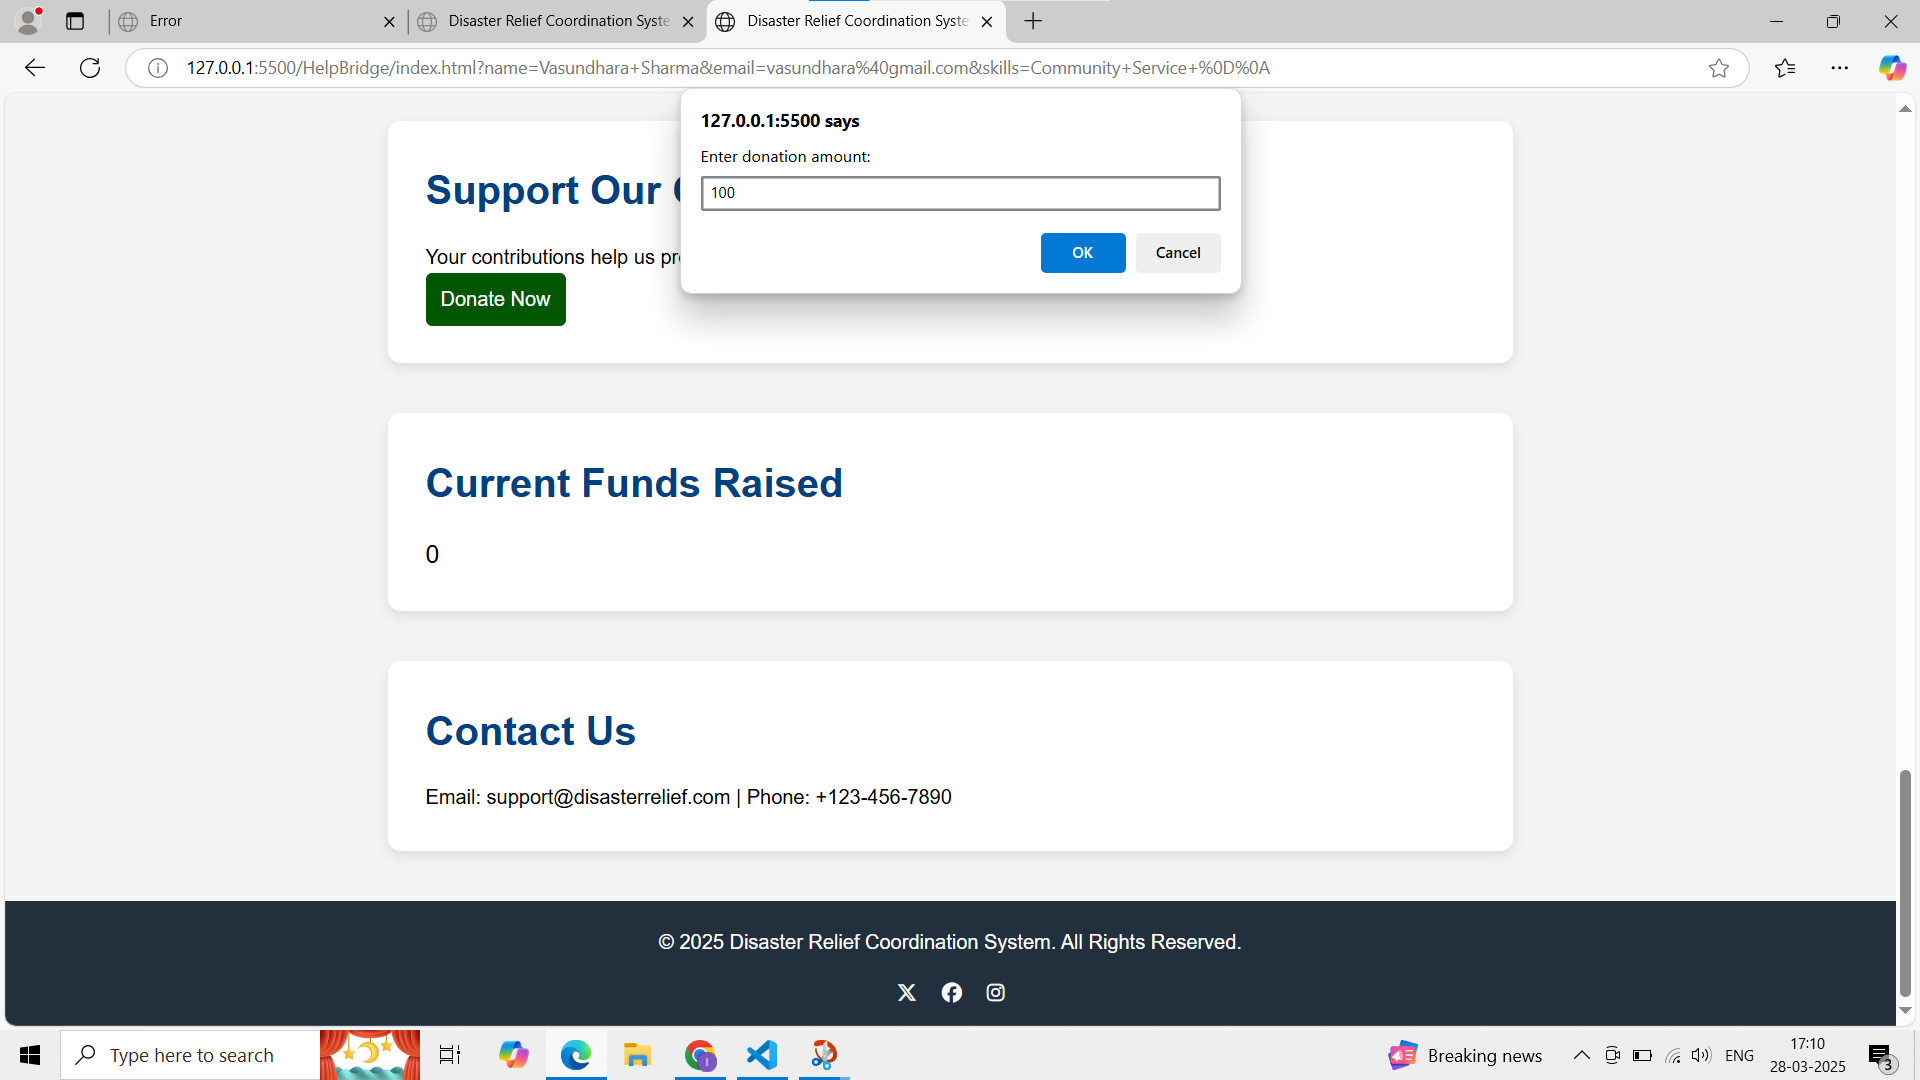 Error
Disaster Relief Coordination Syste
Disaster Relief Coordination Syste
127.0.0.1:5500/HelpBridge/index.html?name=Vasundhara+Sharma&email=vasundhara%40gmail.com&skills=Community+Service+%0D%0A
127.0.0.1:5500 says
Enter donation amount:
100
OK
Cancel
Support Our
Your contributions help us
Donate Now
Current Funds Raised
0
Contact Us
Email: support@disasterrelief.com | Phone: +123-456-7890
© 2025 Disaster Relief Coordination System. All Rights Reserved.
Type here to search
Breaking news
ENG
17:10
28-03-2025
3